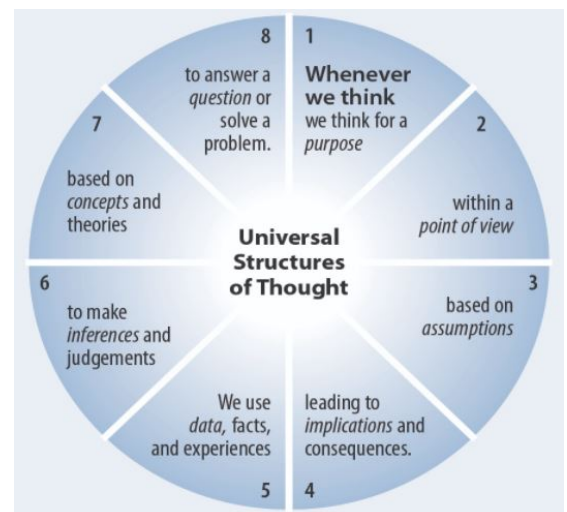 Universal
Structures
of Thought
1
Whenever
we think
we think for a
purpose
2
within a
point of view
3
based on
assumptions
leading to
implications and
consequences.
4
We use
data, facts,
and experiences
5
6
to make
inferences and
judgements
7
based on
concepts and
theories
8
to answer a
question or
solve a
problem.